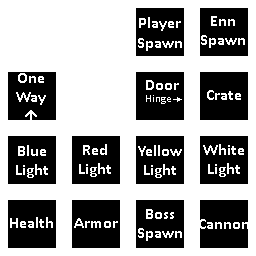 Player
Spawn
Enn
Spawn
One
Way
↑
Door
Hinge→
Crate
Blue
Light
Red
Light
Yellow
Light
White
Light
Health
Armor
Boss
Spawn
Cannon